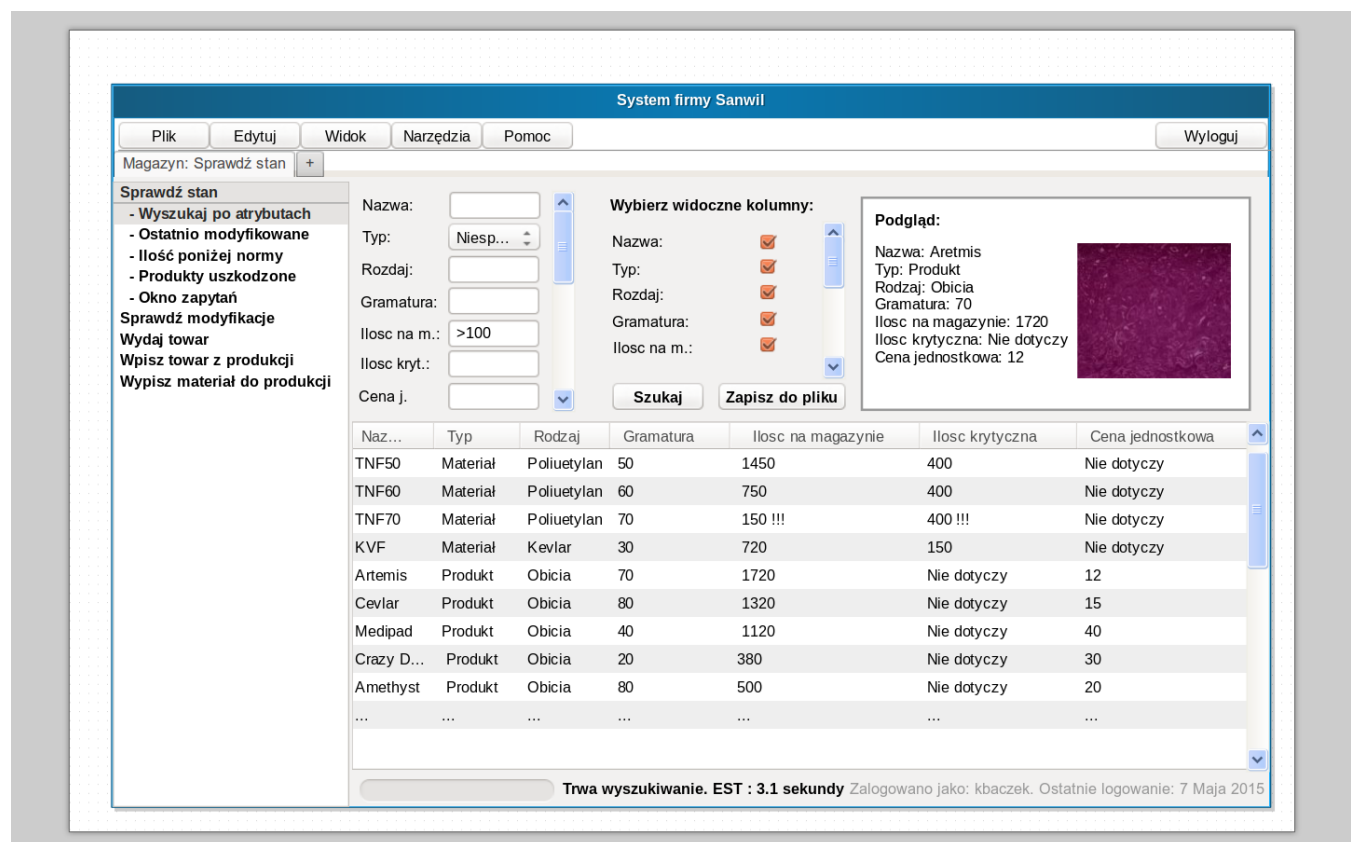 System firmy Sanwil
Plik Edytuj Widok Narzędzia Pomoc Wyloguj
Magazyn: Sprawdź stan +
Sprawdź stan
- Wyszukaj po atrybutach
- Ostatnio modyfikowane
- Ilość poniżej normy
- Produkty uszkodzone
- Okno zapytań
Sprawdź modyfikacje
Wydaj towar
Wpisz towar z produkcji
Wypisz materiał do produkcji
Nazwa:
Typ: Niesp...
Rozdaj:
Gramatura:
Ilosc na m.: >100
Ilosc kryt.:
Cena j.
Wybierz widoczne kolumny:
Nazwa:
Typ:
Rozdaj:
Gramatura:
Ilosc na m.:
Szukaj Zapisz do pliku
Podgląd:
Nazwa: Aretmis
Typ: Produkt
Rodzaj: Obicia
Gramatura: 70
Ilosc na magazynie: 1720
Ilosc krytyczna: Nie dotyczy
Cena jednostkowa: 12
Naz... Typ Rodzaj Gramatura Ilosc na magazynie Ilosc krytyczna Cena jednostkowa
TNF50 Materiał Poliuetylan 50 1450 400 Nie dotyczy
TNF60 Materiał Poliuetylan 60 750 400 Nie dotyczy
TNF70 Materiał Poliuetylan 70 150 !!! 400 !!! Nie dotyczy
KVF Materiał Kevlar 30 720 150 Nie dotyczy
Artemis Produkt Obicia 70 1720 Nie dotyczy 12
Cevlar Produkt Obicia 80 1320 Nie dotyczy 15
Medipad Produkt Obicia 40 1120 Nie dotyczy 40
Crazy D... Produkt Obicia 20 380 Nie dotyczy 30
Amethyst Produkt Obicia 80 500 Nie dotyczy 20
... ... ... ... ... ... ...
Trwa wyszukiwanie. EST : 3.1 sekundy Zalogowano jako: kbaczek. Ostatnie logowanie: 7 Maja 2015